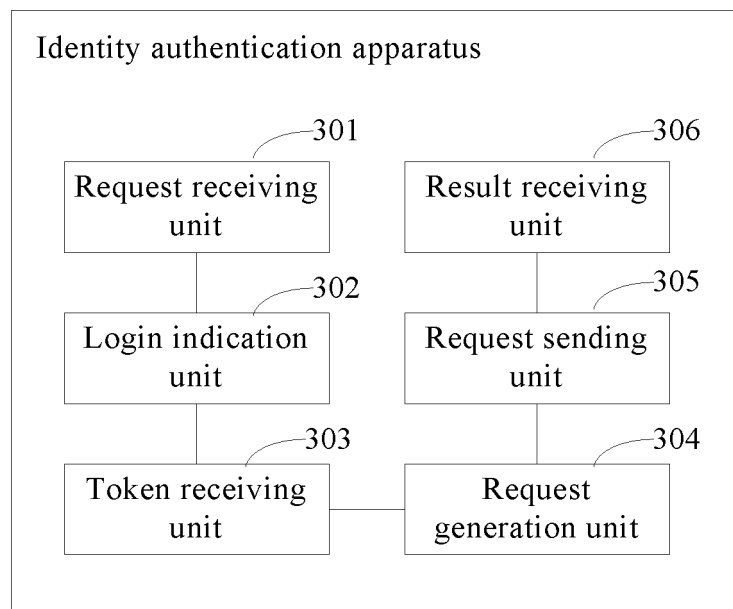 Identity authentication apparatus
301
Request receiving
unit
306
Result receiving
unit
302
Login indication
unit
305
Request sending
unit
303
Token receiving
unit
304
Request
generation unit